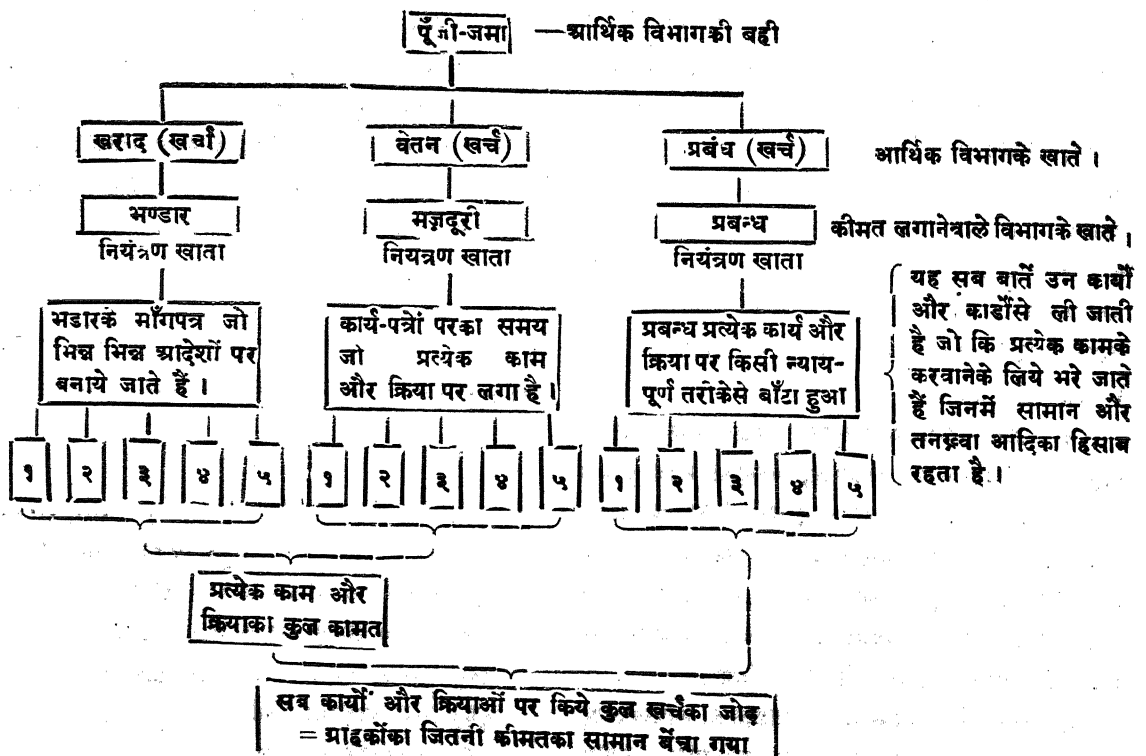 पूँजी-जमा —आर्थिक विभागकी बही
खराद (खर्चा) वेतन (खर्च) प्रबंध (खर्च) आर्थिक विभागके खाते ।
भण्डार मज़दूरी प्रबन्ध कीमत लगानेवाले विभागके खाते ।
नियंत्रण खाता नियत्रण खाता नियंत्रण खाता
भडारके माँगपत्र जो
भिन्न भिन्न आदेशों पर
बनाये जाते हैं ।
कार्य-पत्रों परका समय
जो प्रत्येक काम
और क्रिया पर लगा है ।
प्रबन्ध प्रत्येक कार्य और
क्रिया पर किसी न्याय-
पूर्ण तरीकेसे बाँटा हुआ
यह सब बातें उन कार्यों
और कार्डोंसे ली जाती
है जो कि प्रत्येक कामके
करवानेके लिये भरे जाते
हैं जिनमें सामान और
तनख़्वा आदिका हिसाब
रहता है ।
१ २ ३ ४ ५ १ २ ३ ४ ५ १ २ ३ ४ ५
प्रत्येक काम और
क्रियाका कुल कामत
सब कार्यों और क्रियाओं पर किये कुल खर्चका जोड़
= ग्राहकोंका जितनी कीमतका सामान बेंचा गया